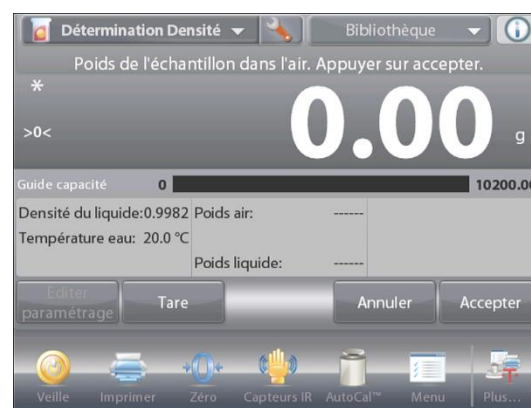 Détermination Densité
Bibliothèque
Poids de l'échantillon dans l'air. Appuyer sur accepter.
*
>0<
0.00 g
Guide capacité 0 10200.00
Densité du liquide:0.9982 Poids air: ------
Température eau: 20.0 °C
Poids liquide: ------
Editer paramétrage
Tare
Annuler
Accepter
Veille
Imprimer
Zéro
Capteurs IR
AutoCal™
Menu
Plus...